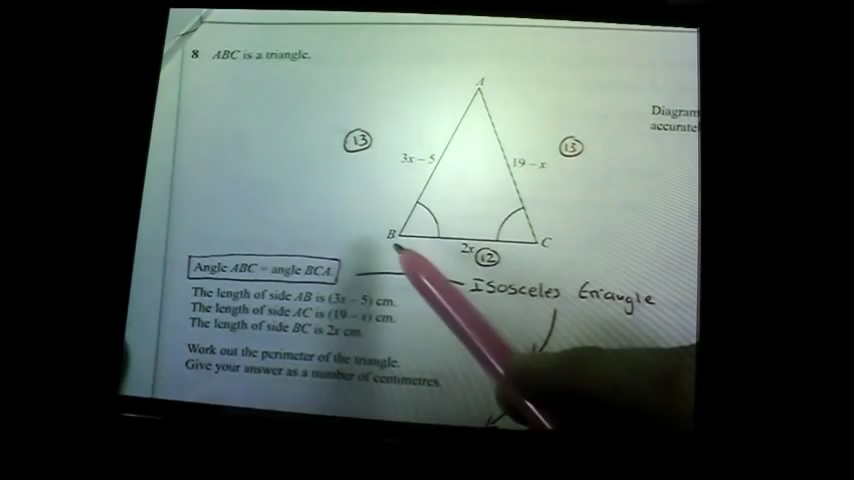 8 ABC is a triangle.
A
Diagram
accurate
13
13
3x – 5
19 – x
B
C
2x
12
Angle ABC = angle BCA.
Isosceles triangle
The length of side AB is (3x – 5) cm.
The length of side AC is (19 – x) cm.
The length of side BC is 2x cm.
Work out the perimeter of the triangle.
Give your answer as a number of centimetres.